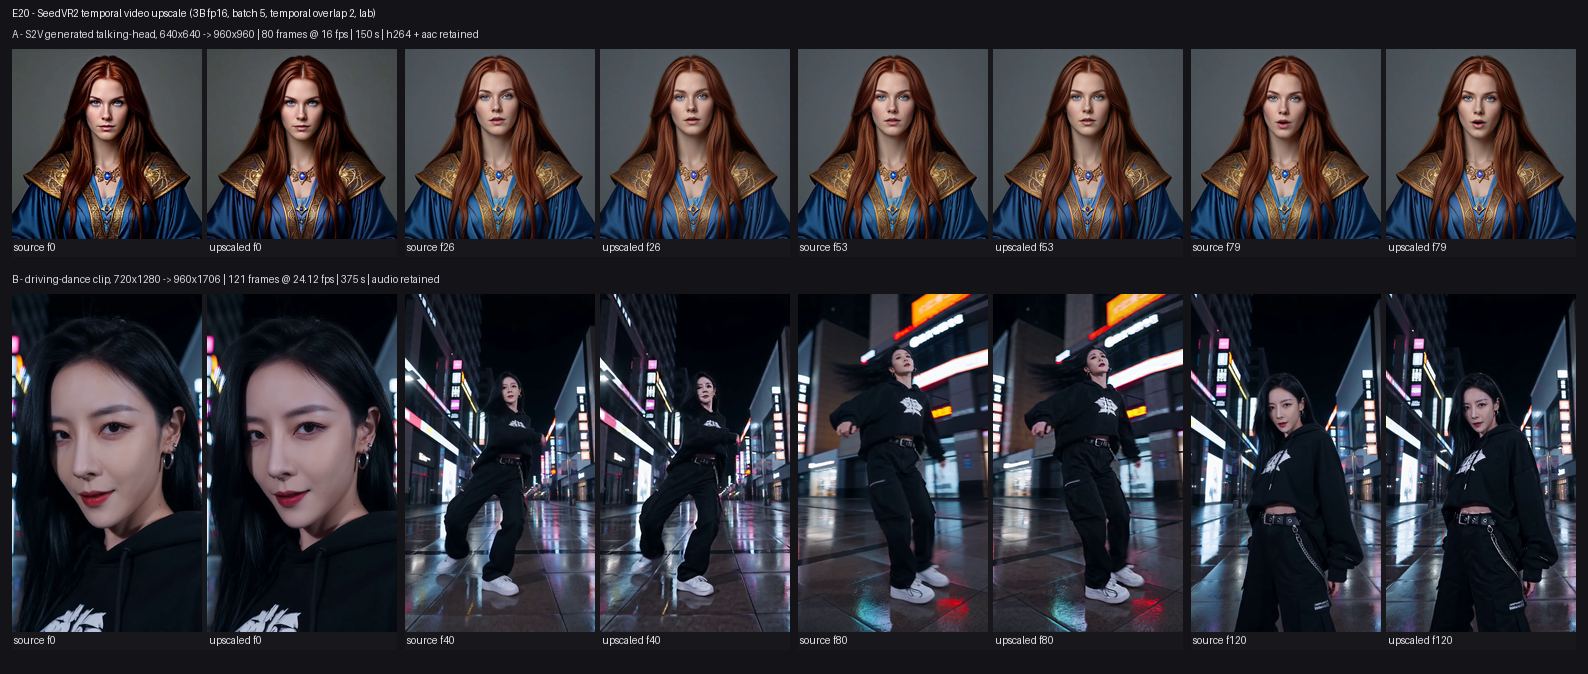 E20 - SeedVR2 temporal video upscale (3B fp16, batch 5, temporal overlap 2, lab)
A - S2V generated talking-head, 640x640 -> 960x960 | 80 frames @ 16 fps | 150 s | h264 + aac retained
source f0
upscaled f0
source f26
upscaled f26
source f53
upscaled f53
source f79
upscaled f79
B - driving-dance clip, 720x1280 -> 960x1706 | 121 frames @ 24.12 fps | 375 s | audio retained
source f0
upscaled f0
source f40
upscaled f40
source f80
upscaled f80
source f120
upscaled f120